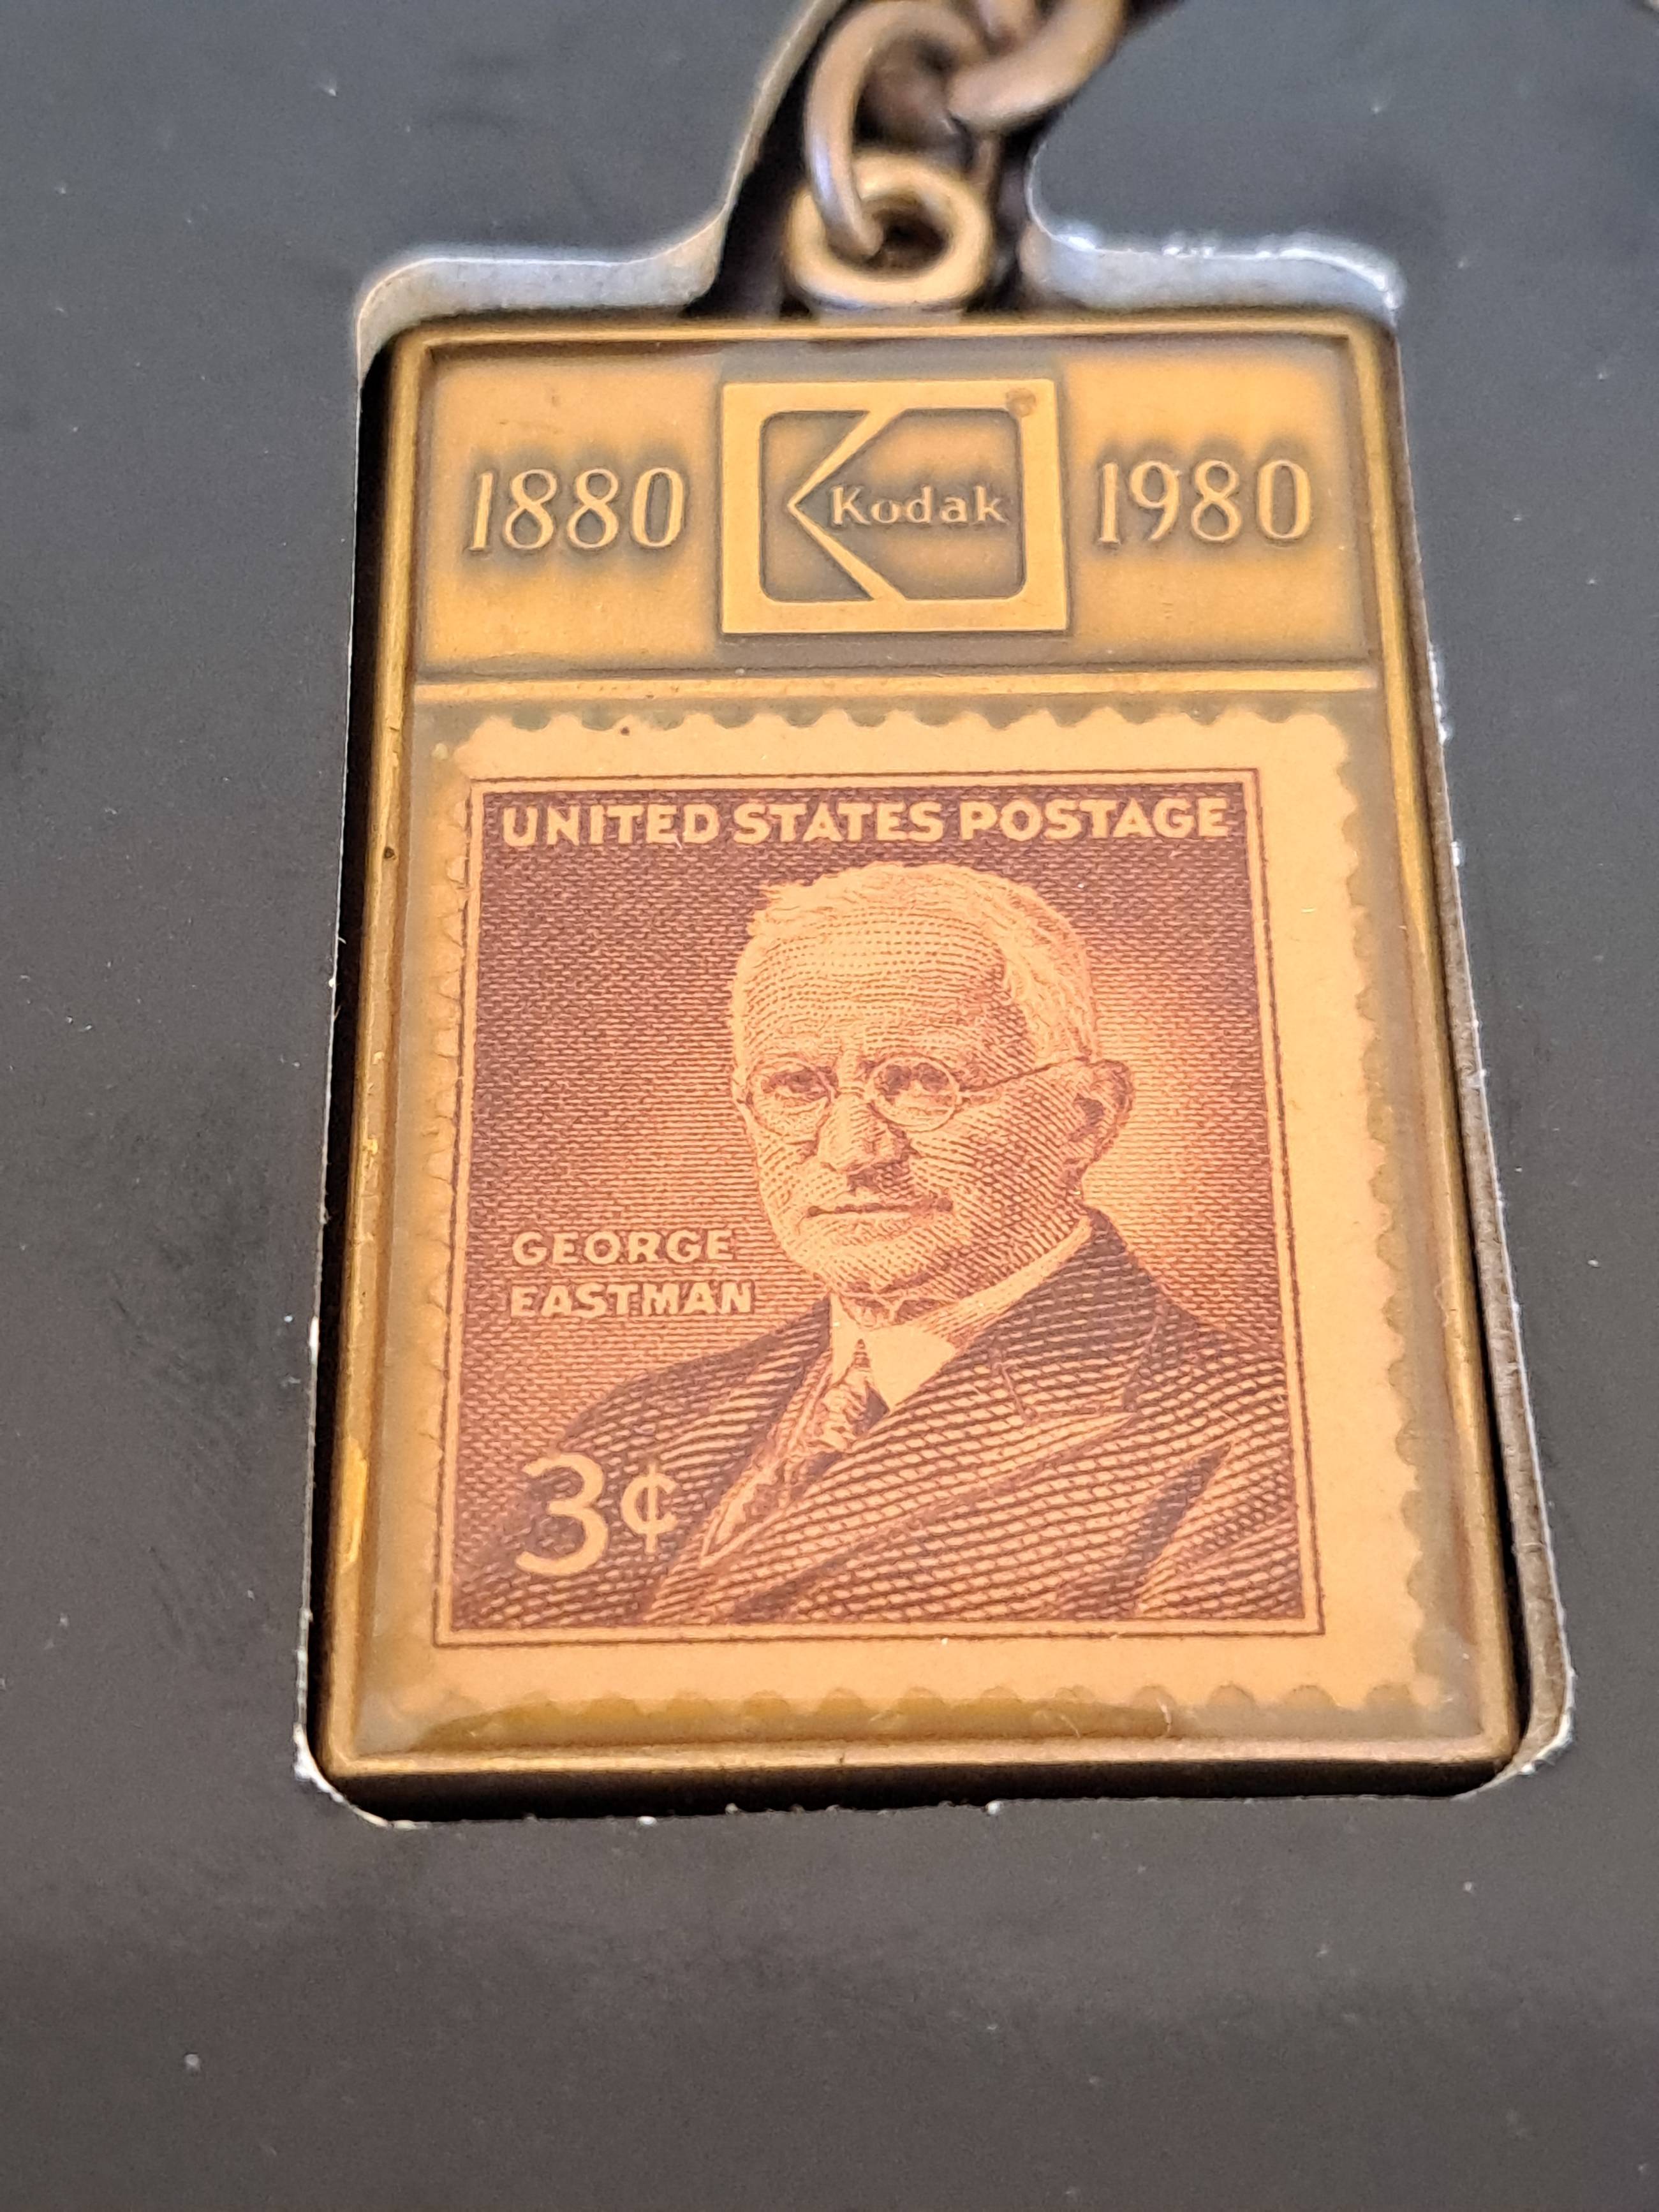 1880 Kodak 1980
UNITED STATES POSTAGE
GEORGE
EASTMAN
3¢